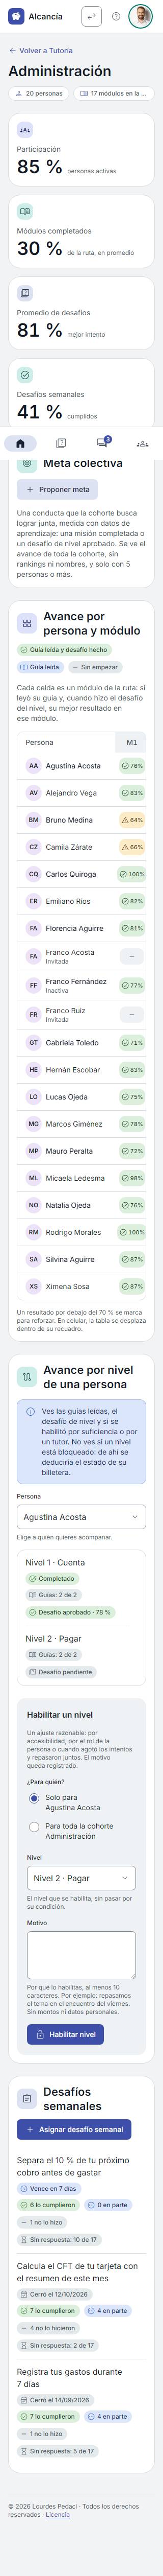 Alcancía
Volver a Tutoría
Administración
20 personas
17 módulos en la ...
Participación
85 % personas activas
Módulos completados
30 % de la ruta, en promedio
Promedio de desafíos
81 % mejor intento
Desafíos semanales
41 % cumplidos
3
Meta colectiva
Proponer meta
Una conducta que la cohorte busca
lograr junta, medida con datos de
aprendizaje: una misión completada o
un desafío de nivel aprobado. Se ve el
avance de toda la cohorte, sin
rankings ni nombres, y solo con 5
personas o más.
Avance por
persona y módulo
Guía leída y desafío hecho
Guía leída
Sin empezar
Cada celda es un módulo de la ruta: si
leyó su guía y, cuando hizo el desafío
del nivel, su mejor resultado en
ese módulo.
Persona M1
AA Agustina Acosta 76%
AV Alejandro Vega 83%
BM Bruno Medina 64%
CZ Camila Zárate 66%
CQ Carlos Quiroga 100%
ER Emiliano Ríos 82%
FA Florencia Aguirre 81%
FA Franco Acosta –
Invitada
FF Franco Fernández 77%
Inactiva
FR Franco Ruiz –
Invitada
GT Gabriela Toledo 71%
HE Hernán Escobar 83%
LO Lucas Ojeda 75%
MG Marcos Giménez 78%
MP Mauro Peralta 72%
ML Micaela Ledesma 98%
NO Natalia Ojeda 76%
RM Rodrigo Morales 100%
SA Silvina Aguirre 87%
XS Ximena Sosa 87%
Un resultado por debajo del 70 % se marca
para reforzar. En celular, la tabla se desplaza
dentro de su recuadro.
Avance por nivel
de una persona
Ves las guías leídas, el
desafío de nivel y si se
habilitó por suficiencia o por
un tutor. No ves si un nivel
está bloqueado: de ahí se
deduciría el estado de su
billetera.
Persona
Agustina Acosta
Elige a quién quieres acompañar.
Nivel 1 · Cuenta
Completado
Guías: 2 de 2
Desafío aprobado · 78 %
Nivel 2 · Pagar
Guías: 2 de 2
Desafío pendiente
Habilitar un nivel
Un ajuste razonable: por
accesibilidad, por el rol de la
persona o cuando agotó los intentos
y repasaron juntos. El motivo
queda registrado.
¿Para quién?
Solo para
Agustina Acosta
Para toda la cohorte
Administración
Nivel
Nivel 2 · Pagar
El nivel que se habilita, sin pasar por
su condición.
Motivo
Por qué lo habilitas, al menos 10
caracteres. Por ejemplo: repasamos
el tema en el encuentro del viernes.
Sin montos ni datos personales.
Habilitar nivel
Desafíos
semanales
Asignar desafío semanal
Separa el 10 % de tu próximo
cobro antes de gastar
Vence en 7 días
6 lo cumplieron
0 en parte
1 no lo hizo
Sin respuesta: 10 de 17
Calcula el CFT de tu tarjeta con
el resumen de este mes
Cerró el 12/10/2026
7 lo cumplieron
4 en parte
4 no lo hicieron
Sin respuesta: 2 de 17
Registra tus gastos durante
7 días
Cerró el 14/09/2026
7 lo cumplieron
4 en parte
1 no lo hizo
Sin respuesta: 5 de 17
© 2026 Lourdes Pedací · Todos los derechos
reservados · Licencia